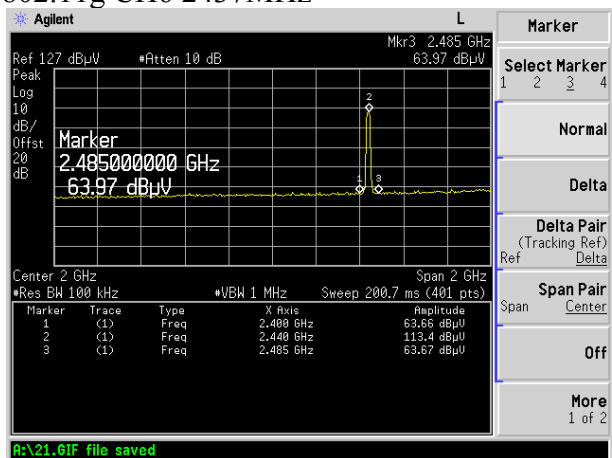 802.11g CH6 2437MHz
Agilent L Marker
Mkr3 2.485 GHz
Ref 127 dBµV #Atten 10 dB 63.97 dBµV
Select Marker
1 2 3 4
Peak
Log
10
dB/
Offst
20
dB
2
1
3
Marker
2.485000000 GHz
63.97 dBµV
Normal
Delta
Delta Pair
(Tracking Ref)
Ref Delta
Center 2 GHz Span 2 GHz
#Res BW 100 kHz #VBW 1 MHz Sweep 200.7 ms (401 pts)
Span Pair
Span Center
Marker Trace Type X Axis Amplitude
1 (1) Freq 2.400 GHz 63.66 dBµV
2 (1) Freq 2.440 GHz 113.4 dBµV
3 (1) Freq 2.485 GHz 63.67 dBµV
Off
More
1 of 2
A:\21.GIF file saved